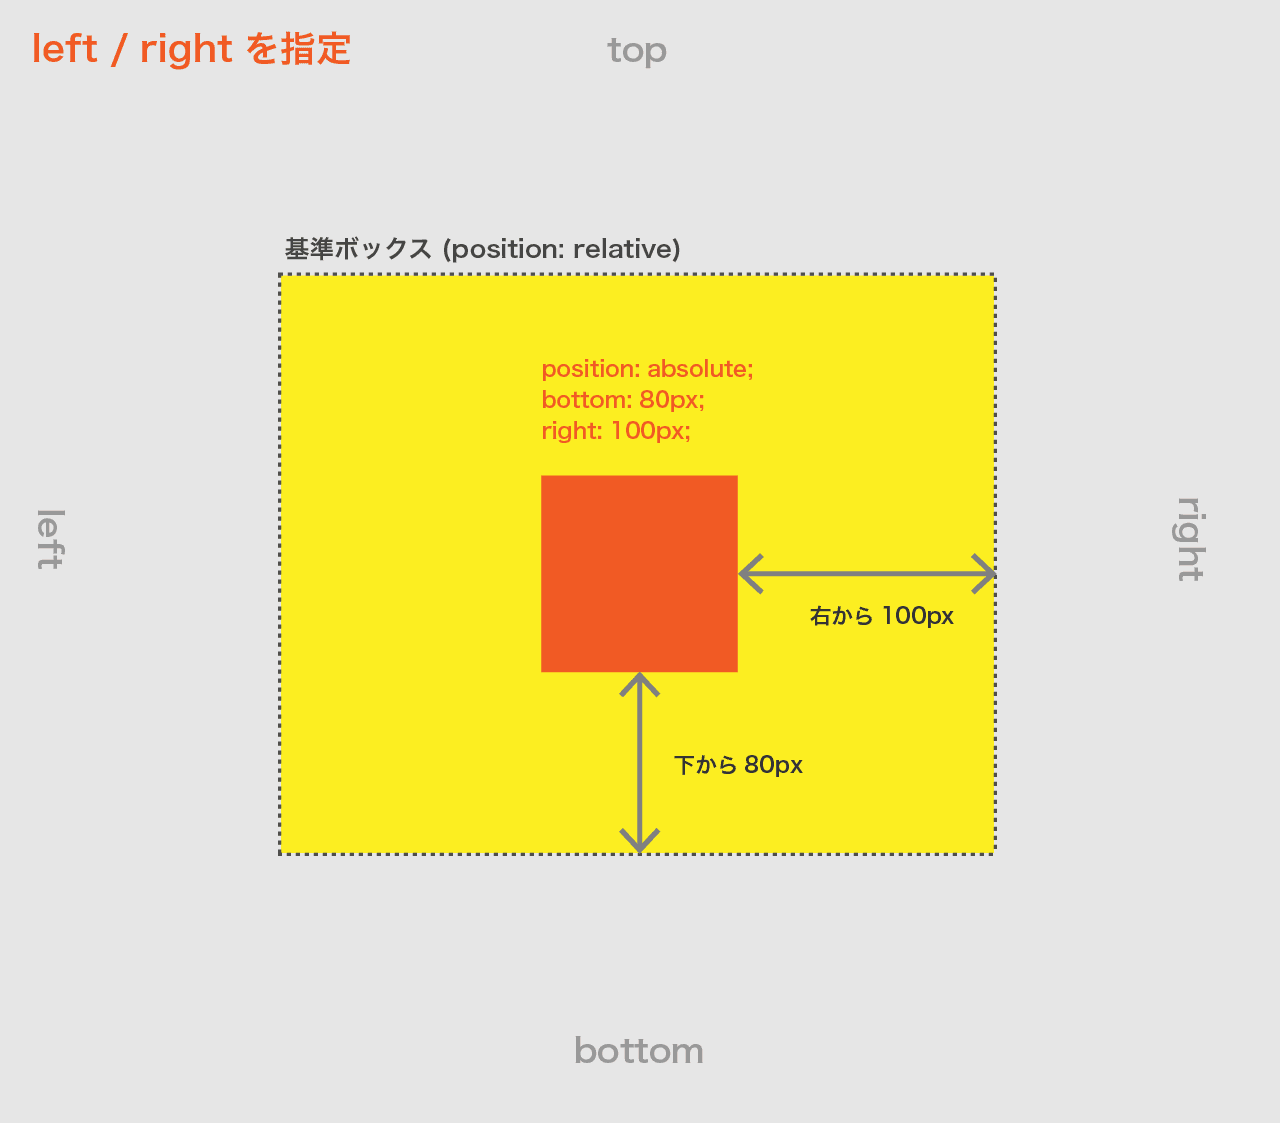 left / right を指定
top
基準ボックス (position: relative)
position: absolute;
bottom: 80px;
right: 100px;
left
right
右から 100px
下から 80px
bottom